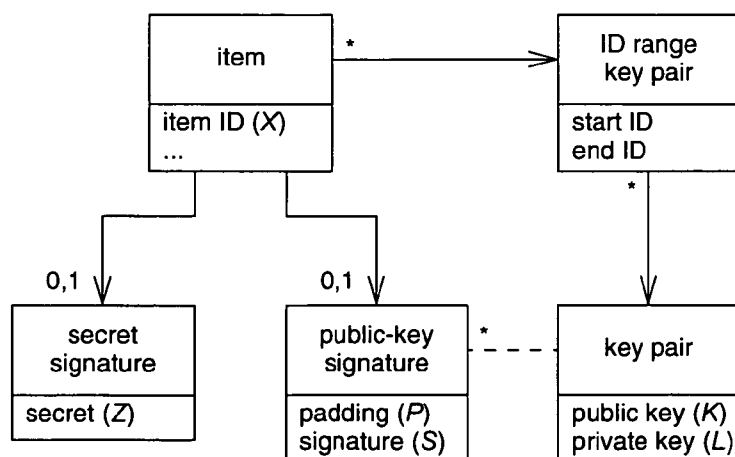 item
item ID (X)
...
*
ID range
key pair
start ID
end ID
*
0,1
0,1
secret
signature
secret (Z)
public-key
signature
padding (P)
signature (S)
*
key pair
public key (K)
private key (L)